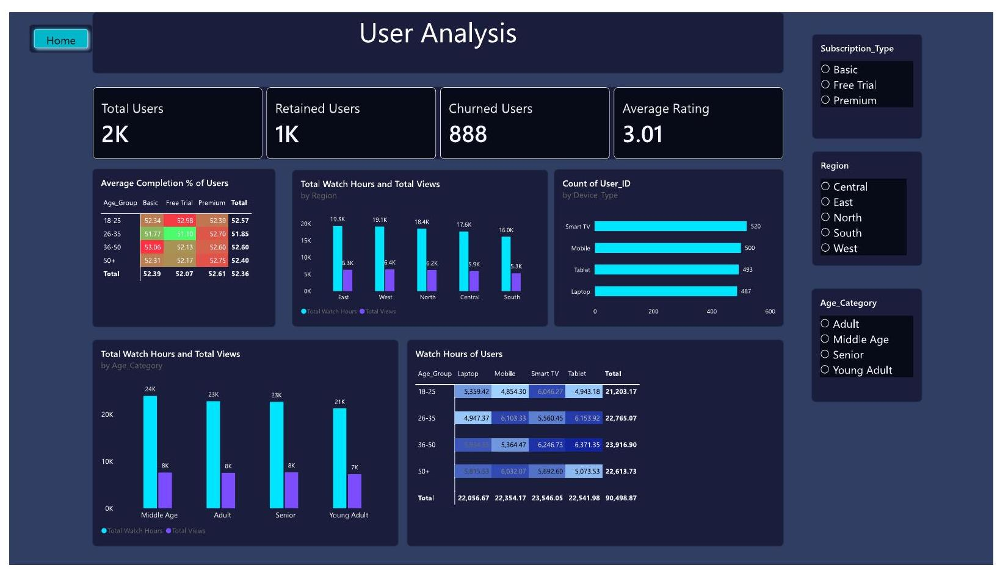 Home
User Analysis
Total Users
2K
Retained Users
1K
Churned Users
888
Average Rating
3.01
Subscription_Type
Basic
Free Trial
Premium
Region
Central
East
North
South
West
Age_Category
Adult
Middle Age
Senior
Young Adult
Average Completion % of Users
Age_Group Basic Free Trial Premium Total
18-25 52.34 52.98 52.39 52.57
26-35 51.77 51.10 52.70 51.85
36-50 53.06 52.13 52.60 52.60
50+ 52.31 52.17 52.75 52.40
Total 52.39 52.07 52.61 52.36
Total Watch Hours and Total Views
by Region
20K
15K
10K
5K
0K
19.3K 19.1K 18.4K 17.6K 16.0K
6.3K 6.4K 6.2K 5.9K 5.3K
East West North Central South
Total Watch Hours Total Views
Count of User_ID
by Device_Type
Smart TV 520
Mobile 500
Tablet 493
Laptop 487
0 200 400 600
Total Watch Hours and Total Views
by Age_Category
20K
10K
0K
24K 23K 23K 21K
8K 8K 8K 7K
Middle Age Adult Senior Young Adult
Total Watch Hours Total Views
Watch Hours of Users
Age_Group Laptop Mobile Smart TV Tablet Total
18-25 5,359.42 4,854.30 6,046.27 4,943.18 21,203.17
26-35 4,947.37 6,103.33 5,560.45 6,153.92 22,765.07
36-50 5,364.47 6,246.73 6,371.35 23,916.90
50+ 5,815.53 6,032.07 5,692.60 5,073.53 22,613.73
Total 22,056.67 22,354.17 23,546.05 22,541.98 90,498.87